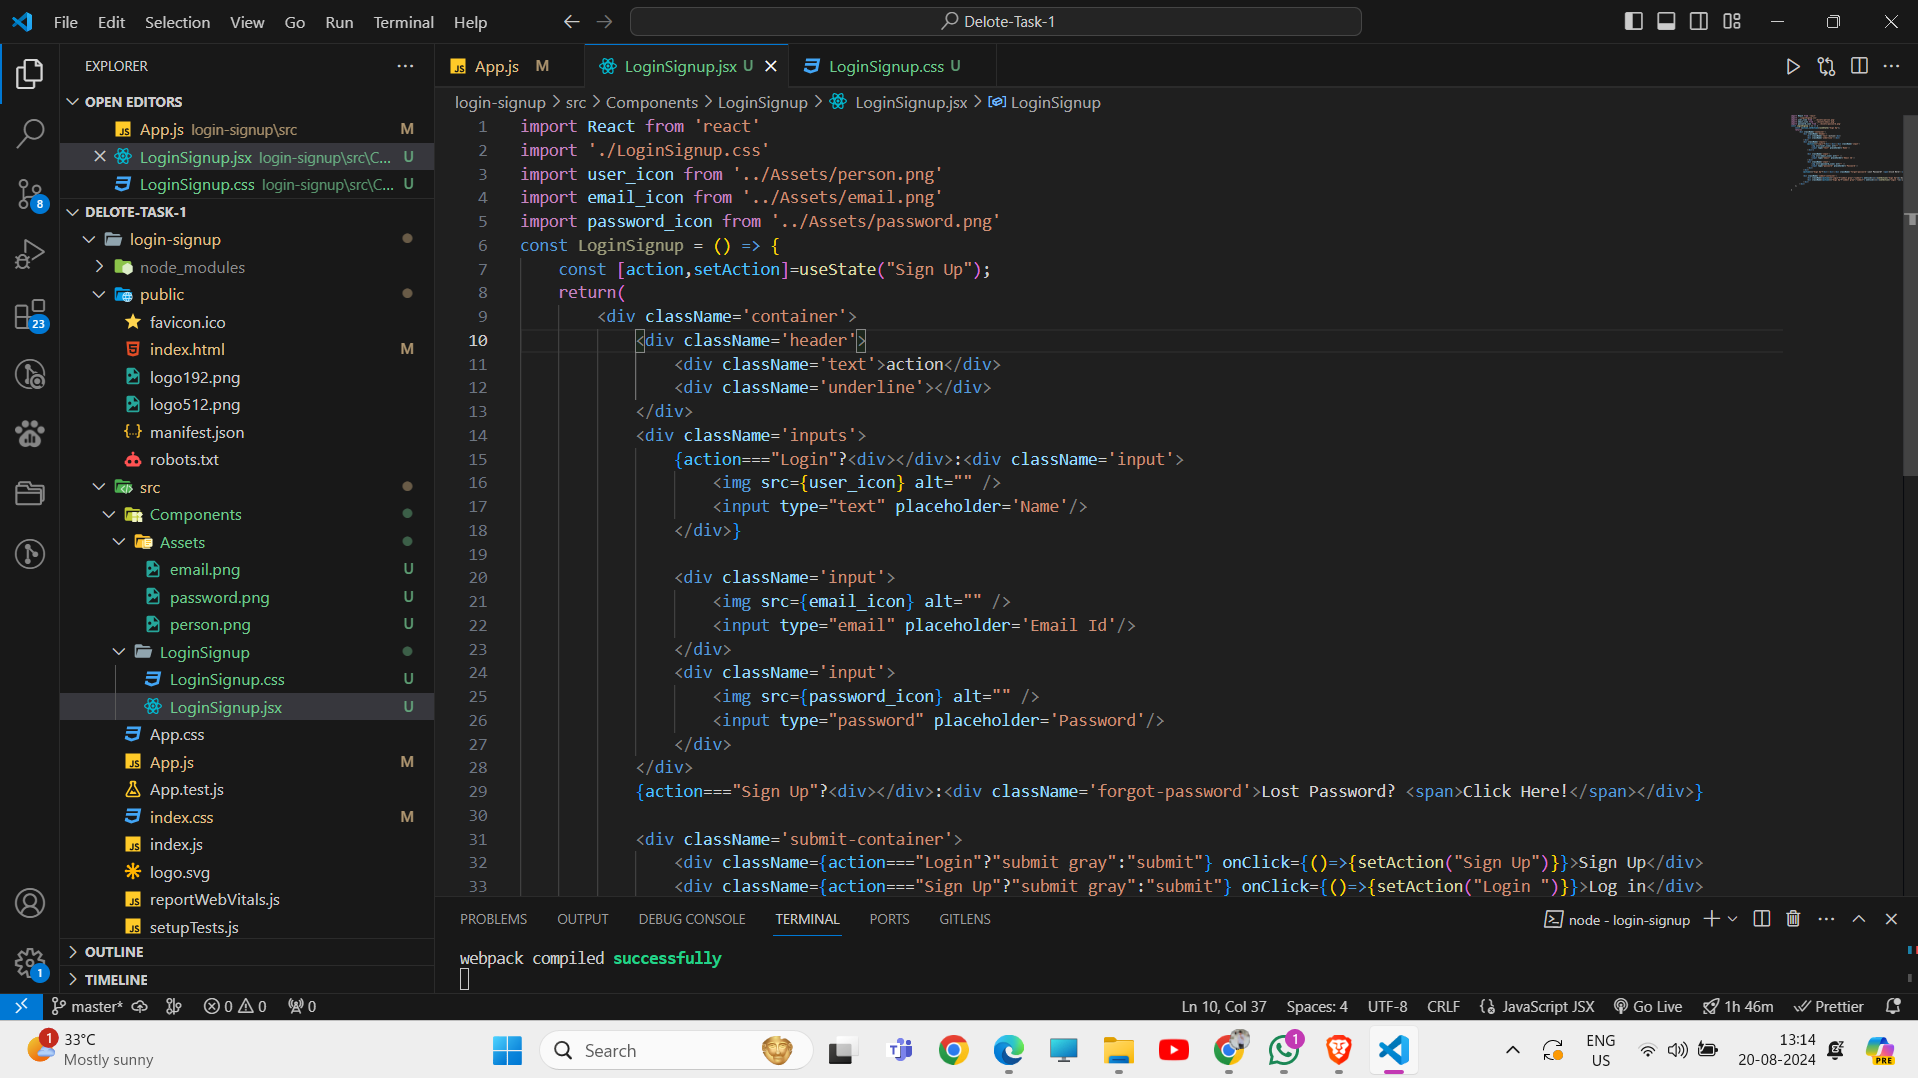 File Edit Selection View Go Run Terminal Help
Delote-Task-1
EXPLORER
OPEN EDITORS
App.js login-signup\src M
LoginSignup.jsx login-signup\src\C... U
LoginSignup.css login-signup\src\C... U
DELOTE-TASK-1
login-signup
node_modules
public
favicon.ico
index.html M
logo192.png
logo512.png
manifest.json
robots.txt
src
Components
Assets
email.png U
password.png U
person.png U
LoginSignup
LoginSignup.css U
LoginSignup.jsx U
App.css
App.js M
App.test.js
index.css M
index.js
logo.svg
reportWebVitals.js
setupTests.js
OUTLINE
TIMELINE
8
23
1
App.js M LoginSignup.jsx U LoginSignup.css U
login-signup > src > Components > LoginSignup > LoginSignup.jsx > LoginSignup
1 import React from 'react'
2 import './LoginSignup.css'
3 import user_icon from '../Assets/person.png'
4 import email_icon from '../Assets/email.png'
5 import password_icon from '../Assets/password.png'
6 const LoginSignup = () => {
7 const [action,setAction]=useState("Sign Up");
8 return(
9 <div className='container'>
10 <div className='header'>
11 <div className='text'>action</div>
12 <div className='underline'></div>
13 </div>
14 <div className='inputs'>
15 {action==="Login"?<div></div>:<div className='input'>
16 <img src={user_icon} alt="" />
17 <input type="text" placeholder='Name'/>
18 </div>}
19
20 <div className='input'>
21 <img src={email_icon} alt="" />
22 <input type="email" placeholder='Email Id'/>
23 </div>
24 <div className='input'>
25 <img src={password_icon} alt="" />
26 <input type="password" placeholder='Password'/>
27 </div>
28 </div>
29 {action==="Sign Up"?<div></div>:<div className='forgot-password'>Lost Password? <span>Click Here!</span></div>}
30
31 <div className='submit-container'>
32 <div className={action==="Login"?"submit gray":"submit"} onClick={()=>{setAction("Sign Up")}}>Sign Up</div>
33 <div className={action==="Sign Up"?"submit gray":"submit"} onClick={()=>{setAction("Login ")}}>Log in</div>
PROBLEMS OUTPUT DEBUG CONSOLE TERMINAL PORTS GITLENS
node - login-signup
webpack compiled successfully
master* 0 0 0
Ln 10, Col 37 Spaces: 4 UTF-8 CRLF JavaScript JSX Go Live 1h 46m Prettier
1 33°C
Mostly sunny
Search
1
ENG
US
13:14
20-08-2024
PRE